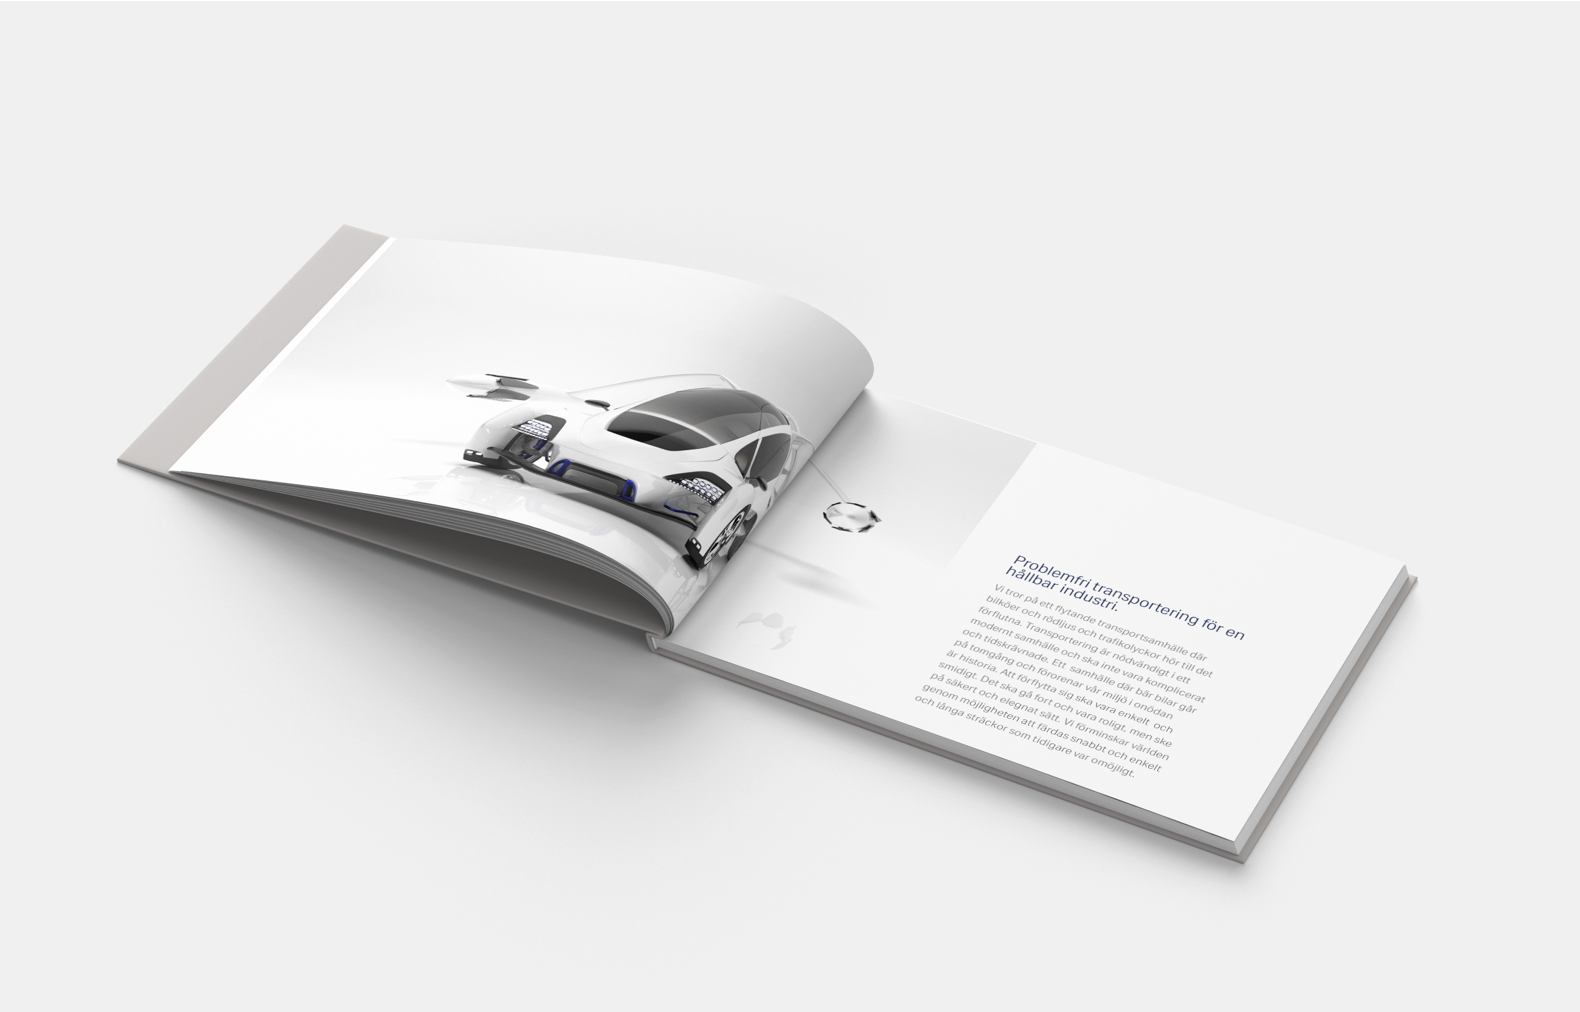 Problemfri transportering för en
hållbar industri.
Vi tror på ett flytande transportsamhälle där
bilköer och rödljus och trafikolyckor hör till det
förflutna. Transportering är nödvändigt i ett
modernt samhälle och ska inte vara komplicerat
och tidskrävnade. Ett samhälle där bär bilar går
på tomgång och förorenar vår miljö i onödan
är historia. Att förflytta sig ska vara enkelt och
smidigt. Det ska gå fort och vara roligt, men ske
på säkert och elegnat sätt. Vi förminskar världen
genom möjligheten att färdas snabbt och enkelt
och långa sträckor som tidigare var omöjligt.